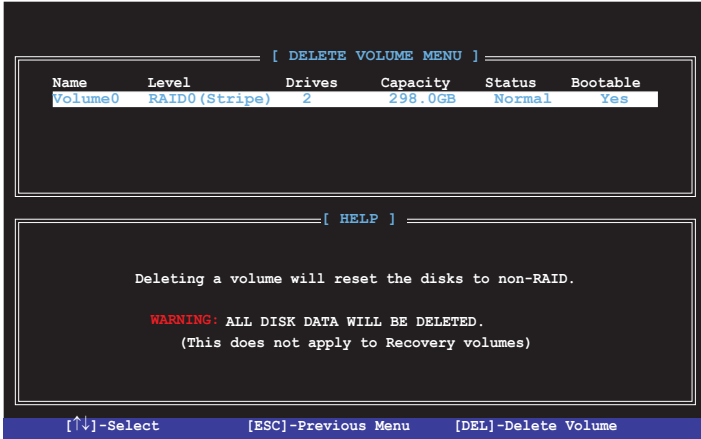 [ DELETE VOLUME MENU ]
Name Level Drives Capacity Status Bootable
Volume0 RAID0(Stripe) 2 298.0GB Normal Yes
[ HELP ]
Deleting a volume will reset the disks to non-RAID.
WARNING: ALL DISK DATA WILL BE DELETED.
(This does not apply to Recovery volumes)
[↑↓]-Select [ESC]-Previous Menu [DEL]-Delete Volume